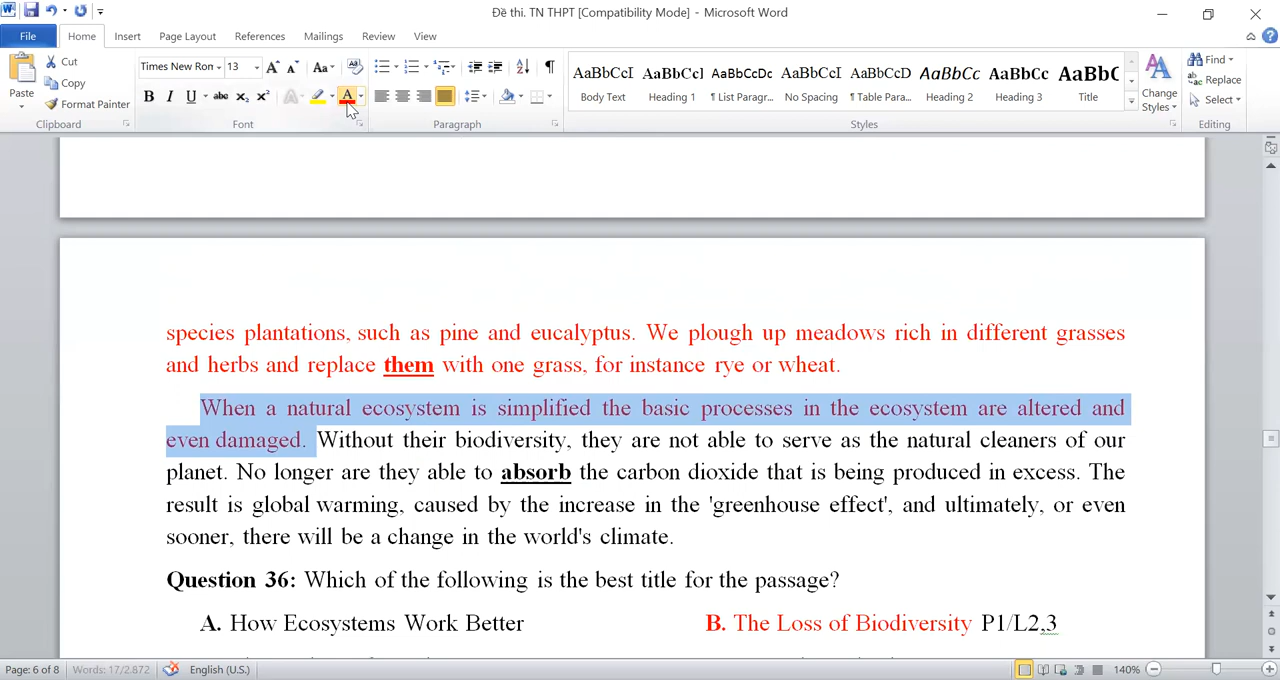 Đề thi. TN THPT [Compatibility Mode] - Microsoft Word
File Home Insert Page Layout References Mailings Review View
Paste Cut Copy Format Painter Clipboard
Times New Ron 13 Aa
B I U abc X₂ X² A A
Font
Paragraph
AaBbCcI AaBbCc] AaBbCcDc AaBbCcI AaBbCcD AaBbCc AaBbCc AaBbC
Body Text Heading 1 ¶ List Paragr... No Spacing ¶ Table Para... Heading 2 Heading 3 Title
Styles
Change Styles
Find Replace Select Editing
species plantations, such as pine and eucalyptus. We plough up meadows rich in different grasses
and herbs and replace them with one grass, for instance rye or wheat.
When a natural ecosystem is simplified the basic processes in the ecosystem are altered and
even damaged. Without their biodiversity, they are not able to serve as the natural cleaners of our
planet. No longer are they able to absorb the carbon dioxide that is being produced in excess. The
result is global warming, caused by the increase in the 'greenhouse effect', and ultimately, or even
sooner, there will be a change in the world's climate.
Question 36: Which of the following is the best title for the passage?
A. How Ecosystems Work Better B. The Loss of Biodiversity P1/L2,3
Page: 6 of 8 Words: 17/2.872 English (U.S.) 140%